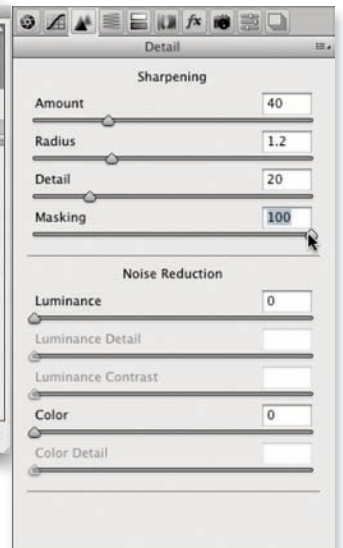 fx
Detail
Sharpening
Amount 40
Radius 1.2
Detail 20
Masking 100
Noise Reduction
Luminance 0
Luminance Detail
Luminance Contrast
Color 0
Color Detail